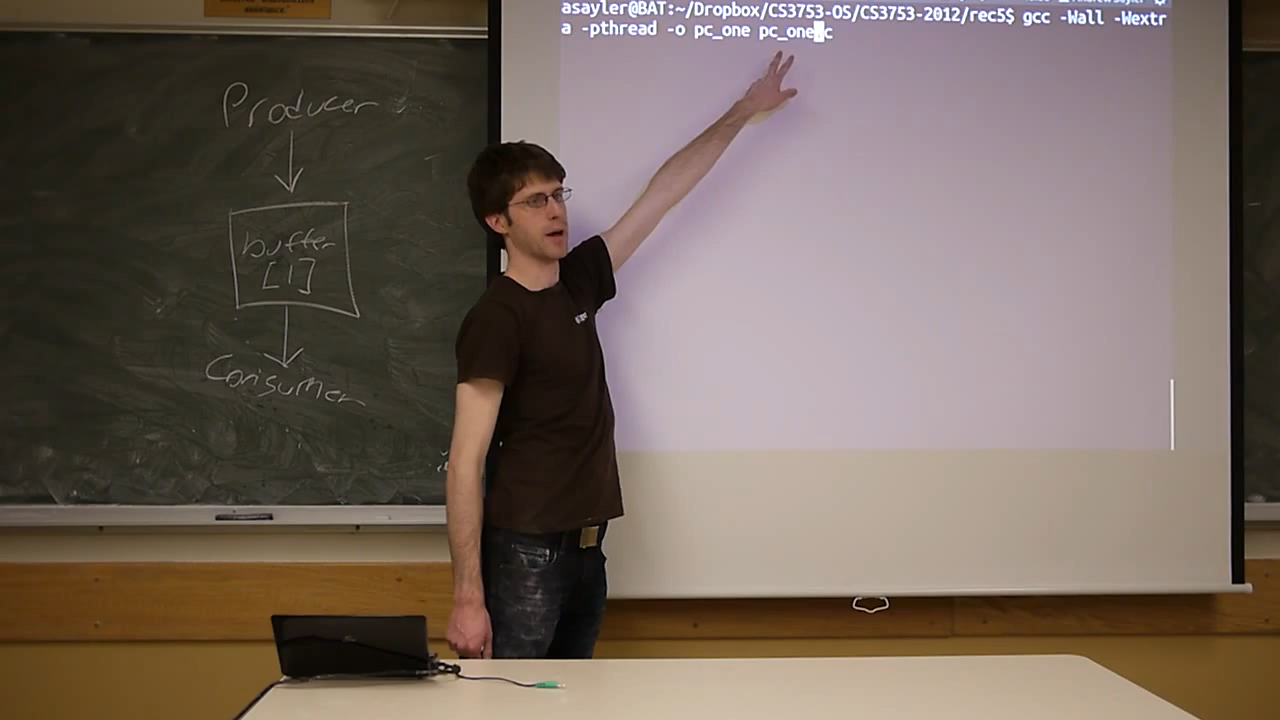 asayler@BAT:~/Dropbox/CS3753-OS/CS3753-2012/rec5$ gcc -Wall -Wextr
a -pthread -o pc_one pc_one.c
Producer
buffer
[1]
Consumer